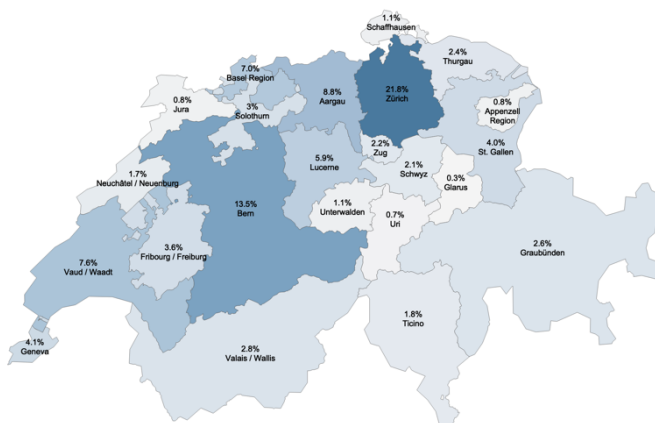 1.1%
Schaffhausen
7.0%
Basel Region
2.4%
Thurgau
8.8%
Aargau
21.8%
Zürich
0.8%
Jura
3%
Solothurn
0.8%
Appenzell
Region
2.2%
Zug
4.0%
St. Gallen
5.9%
Lucerne
2.1%
Schwyz
1.7%
Neuchâtel / Neuenburg
0.3%
Glarus
13.5%
Bern
1.1%
Unterwalden
0.7%
Uri
3.6%
Fribourg / Freiburg
2.6%
Graubünden
7.6%
Vaud / Waadt
1.8%
Ticino
4.1%
Geneva
2.8%
Valais / Wallis